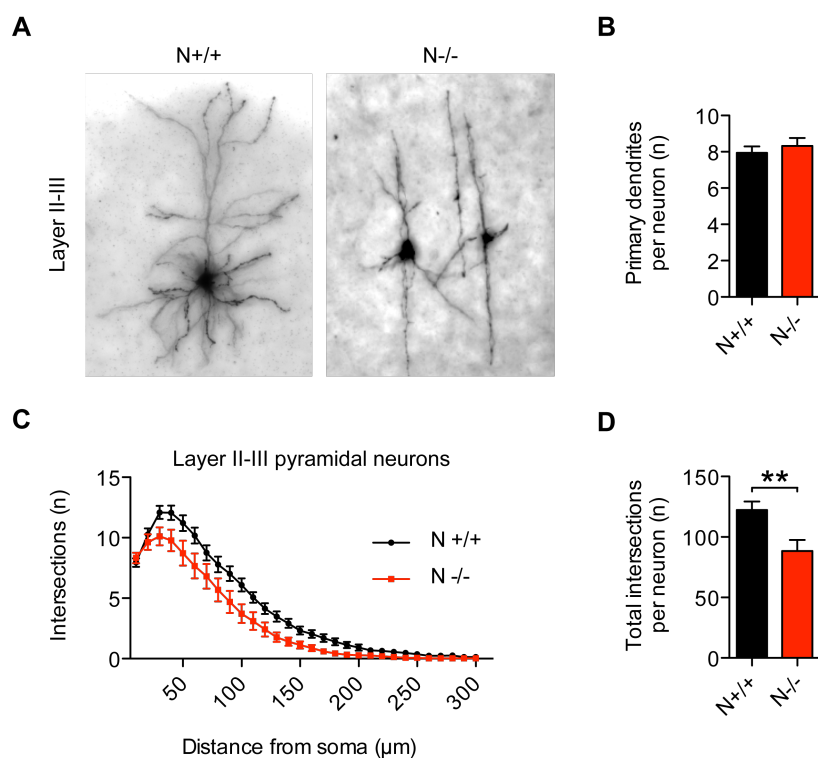 A
N+/+
N-/-
Layer II-III
B
Primary dendrites
per neuron (n)
10
8
6
4
2
0
N+/+
N-/-
C
Layer II-III pyramidal neurons
Intersections (n)
15
10
5
0
50
100
150
200
250
300
Distance from soma (µm)
N +/+
N -/-
D
Total intersections
per neuron (n)
150
100
50
0
**
N+/+
N-/-